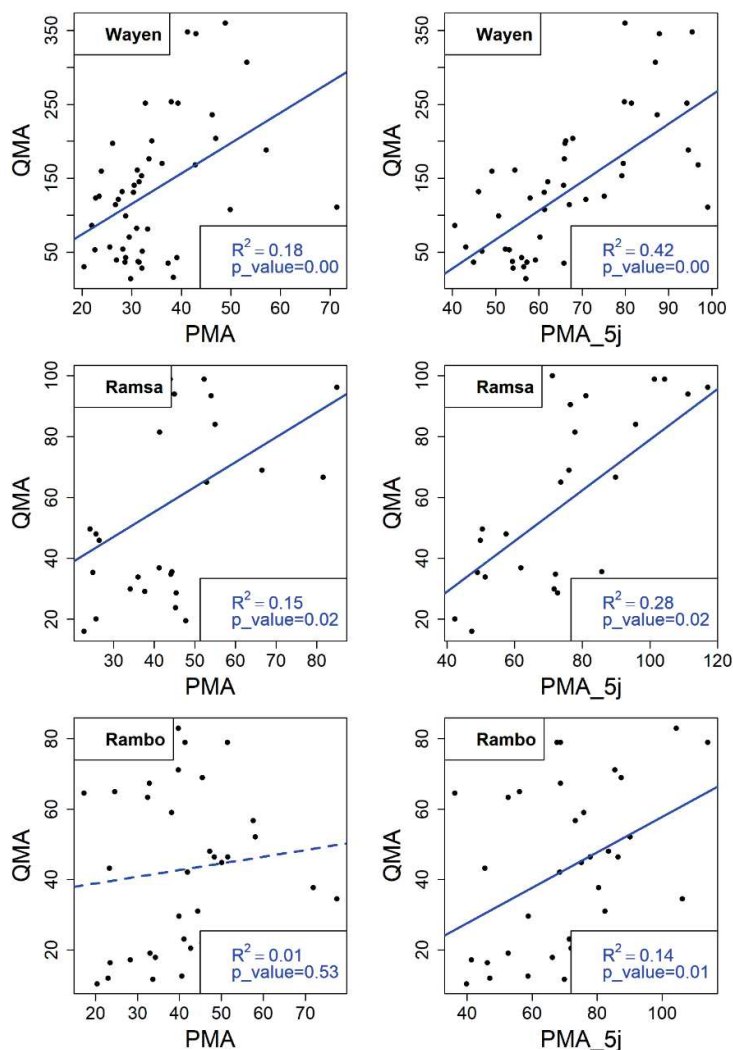 Wayen
QMA
50
150
250
350
20 30 40 50 60 70
PMA
R² = 0.18
p_value=0.00
Wayen
QMA
50
150
250
350
40 50 60 70 80 90 100
PMA_5j
R² = 0.42
p_value=0.00
Ramsa
QMA
20
40
60
80
100
30 40 50 60 70 80
PMA
R² = 0.15
p_value=0.02
Ramsa
QMA
20
40
60
80
100
40 60 80 100 120
PMA_5j
R² = 0.28
p_value=0.02
Rambo
QMA
20
40
60
80
20 30 40 50 60 70
PMA
R² = 0.01
p_value=0.53
Rambo
QMA
20
40
60
80
40 60 80 100
PMA_5j
R² = 0.14
p_value=0.01